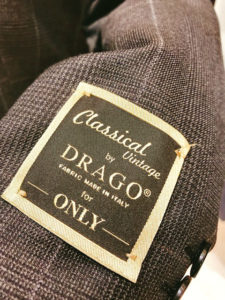 Classical
Vintage
by
DRAGO®
FABRIC MADE IN ITALY
for
ONLY